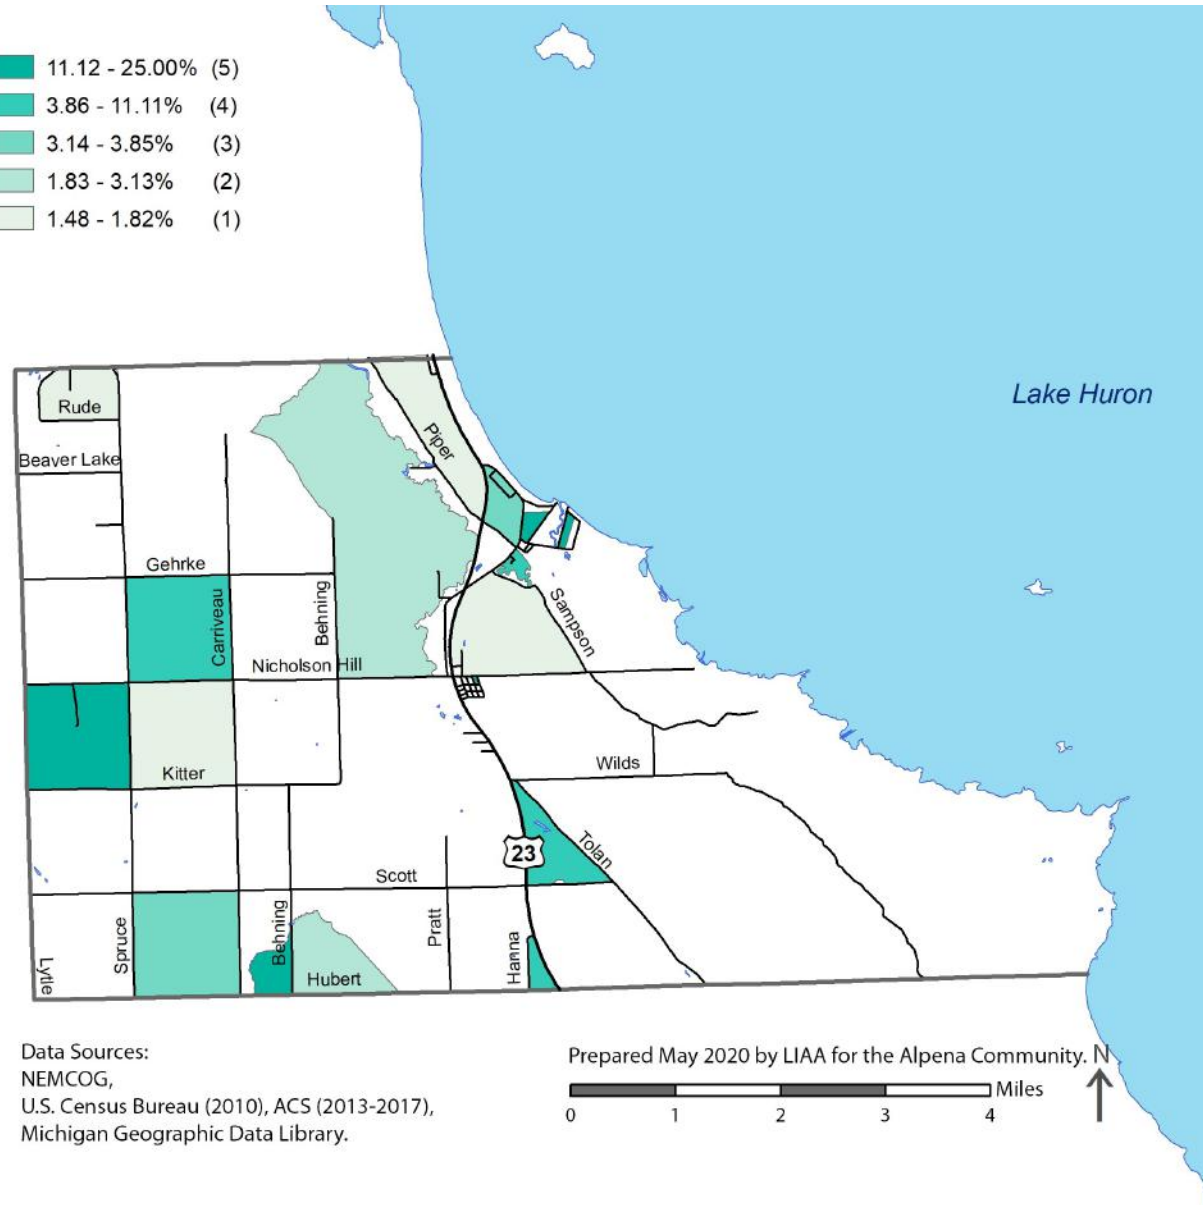 11.12 - 25.00% (5)
3.86 - 11.11% (4)
3.14 - 3.85% (3)
1.83 - 3.13% (2)
1.48 - 1.82% (1)
Lake Huron
Rude
Piper
Beaver Lake
Gehrke
Carriveau
Behning
Sampson
Nicholson Hill
Kitter
Wilds
23
Tolan
Scott
Spruce
Behning
Pratt
Hanna
Lytle
Hubert
Data Sources:
NEMCOG,
U.S. Census Bureau (2010), ACS (2013-2017),
Michigan Geographic Data Library.
Prepared May 2020 by LIAA for the Alpena Community.
N
Miles
0 1 2 3 4